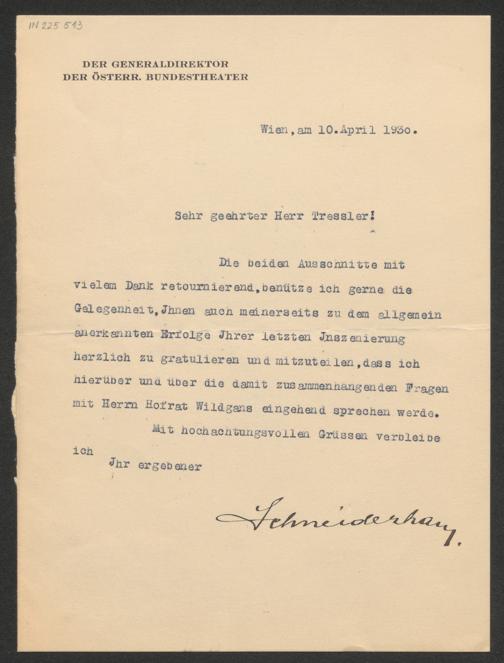 IN 225 543
DER GENERALDIREKTOR
DER ÖSTERR. BUNDESTHEATER
Wien,am 10.April 1930.
Sehr geehrter Herr Tressler!
Die beiden Ausschnitte mit
vielem Dank retournierend,benütze ich gerne die
Gelegenheit,Jhnen auch meinerseits zu dem allgemein
anerkannten Erfolge Jhrer letzten Jnszenierung
herzlich zu gratulieren und mitzuteilen,dass ich
hierüber und über die damit zusammenhangenden Fragen
mit Herrn Hofrat Wildgans eingehend sprechen werde.
Mit hochachtungsvollen Grüssen verbleibe
ich
Jhr ergebener
Schneiderhan.